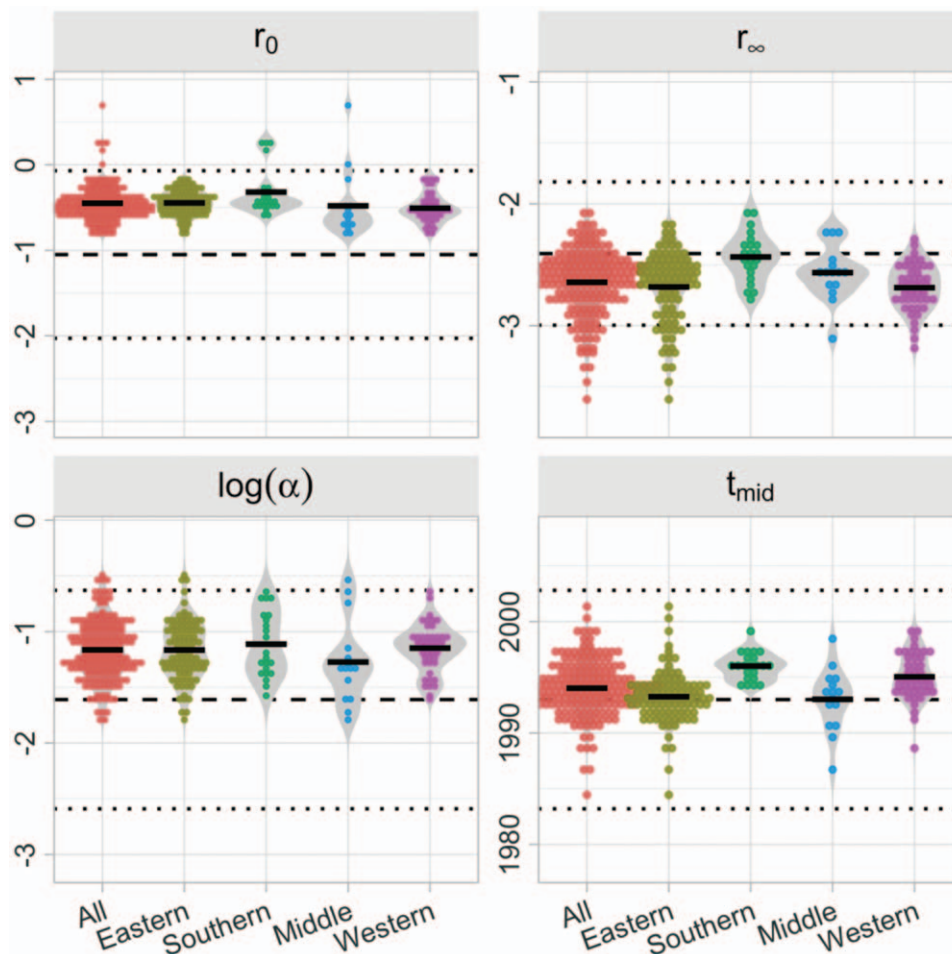 r₀
r∞
1
0
-1
-2
-3
-1
-2
-3
log(α)
t_mid
0
-1
-2
-3
2000
1990
1980
All
Eastern
Southern
Middle
Western
All
Eastern
Southern
Middle
Western